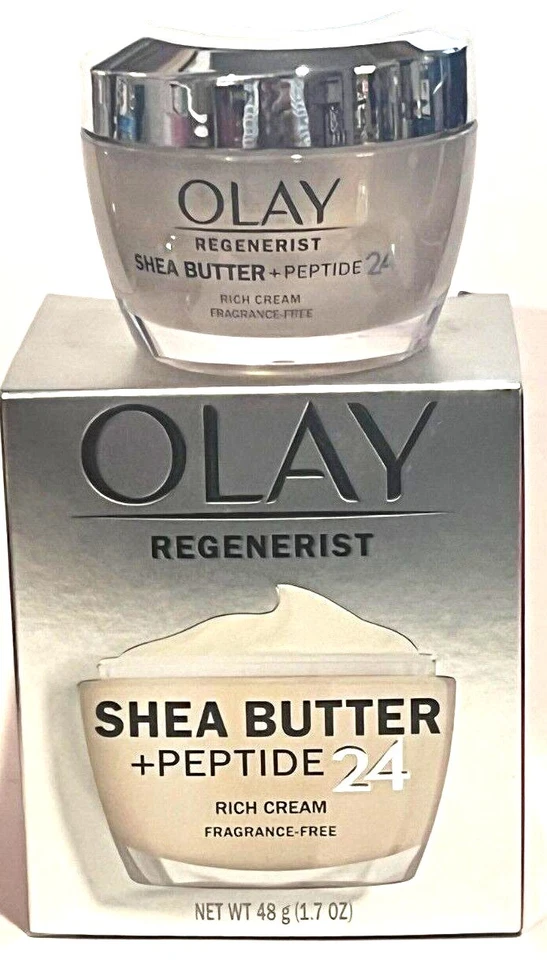 OLAY
REGENERIST
SHEA BUTTER + PEPTIDE 24
RICH CREAM
FRAGRANCE-FREE
OLAY
REGENERIST
SHEA BUTTER
+PEPTIDE 24
RICH CREAM
FRAGRANCE-FREE
NET WT 48 g (1.7 OZ)